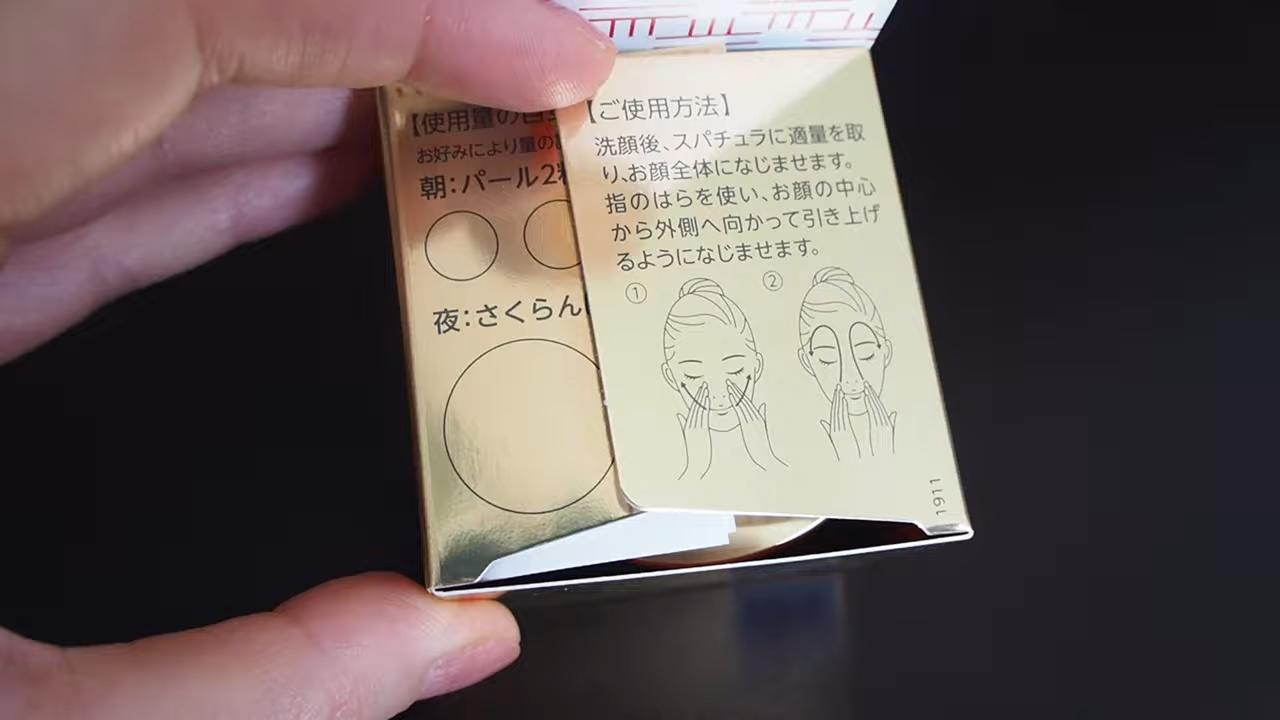 【使用量の目
お好みにより量の
朝：パール2粒
夜：さくらん
【ご使用方法】
洗顔後、スパチュラに適量を取
り、お顔全体になじませます。
指のはらを使い、お顔の中心
から外側へ向かって引き上げ
るようになじませます。
① ②
1911